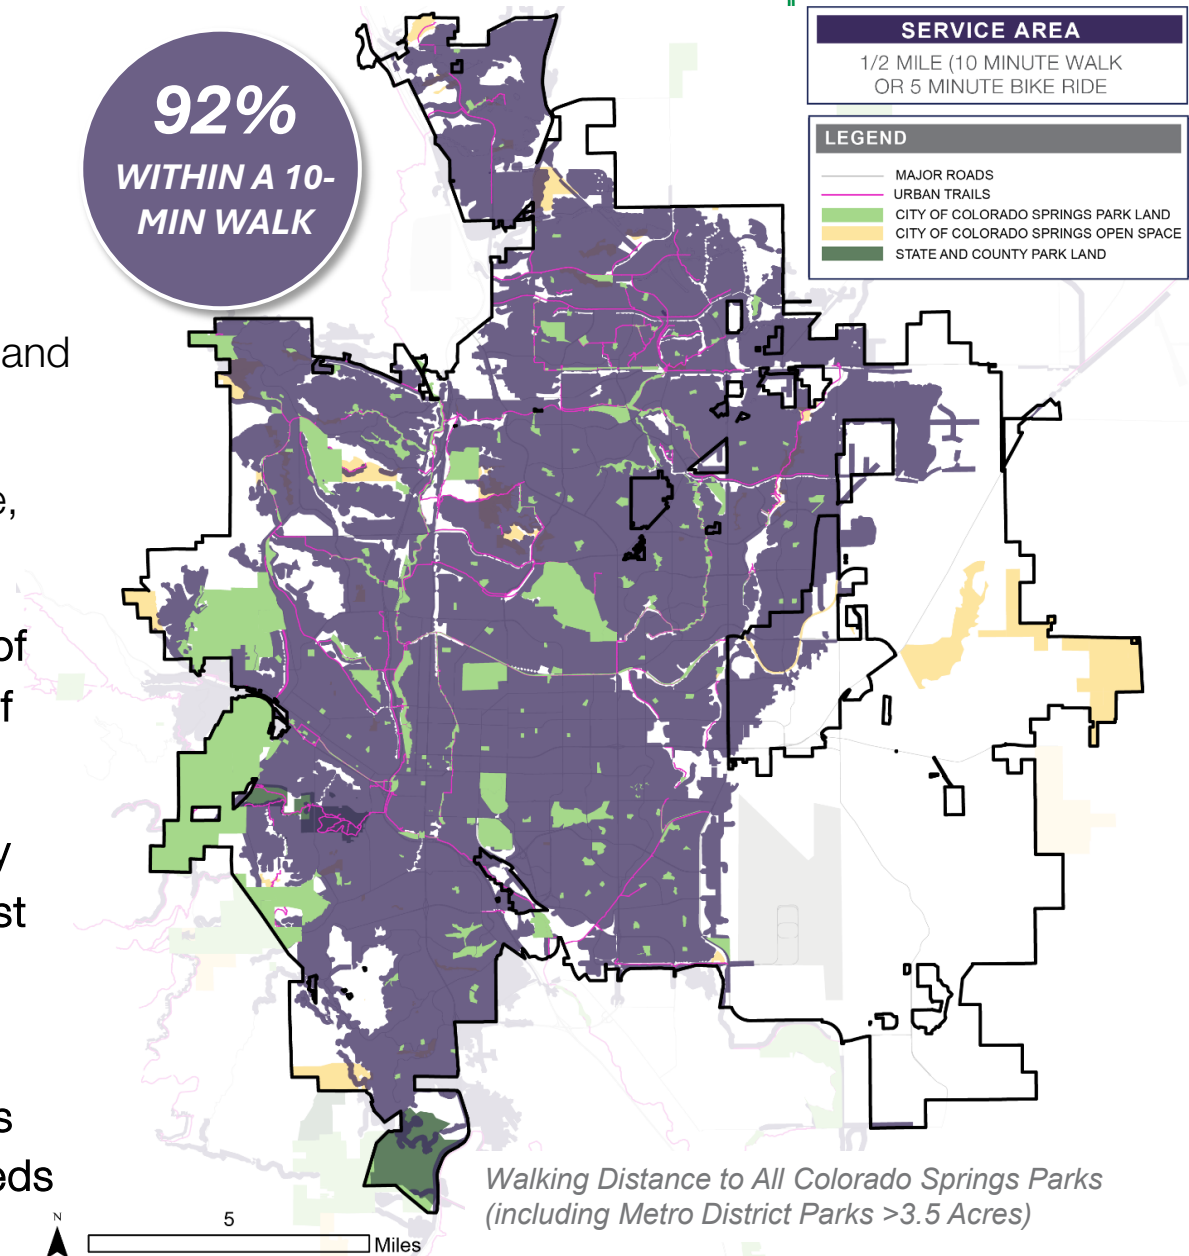 92%
WITHIN A 10-
MIN WALK
SERVICE AREA
1/2 MILE (10 MINUTE WALK
OR 5 MINUTE BIKE RIDE
LEGEND
MAJOR ROADS
URBAN TRAILS
CITY OF COLORADO SPRINGS PARK LAND
CITY OF COLORADO SPRINGS OPEN SPACE
STATE AND COUNTY PARK LAND
and
e,
of
f
y
st
s
eds
N
5
Miles
Walking Distance to All Colorado Springs Parks
(including Metro District Parks >3.5 Acres)